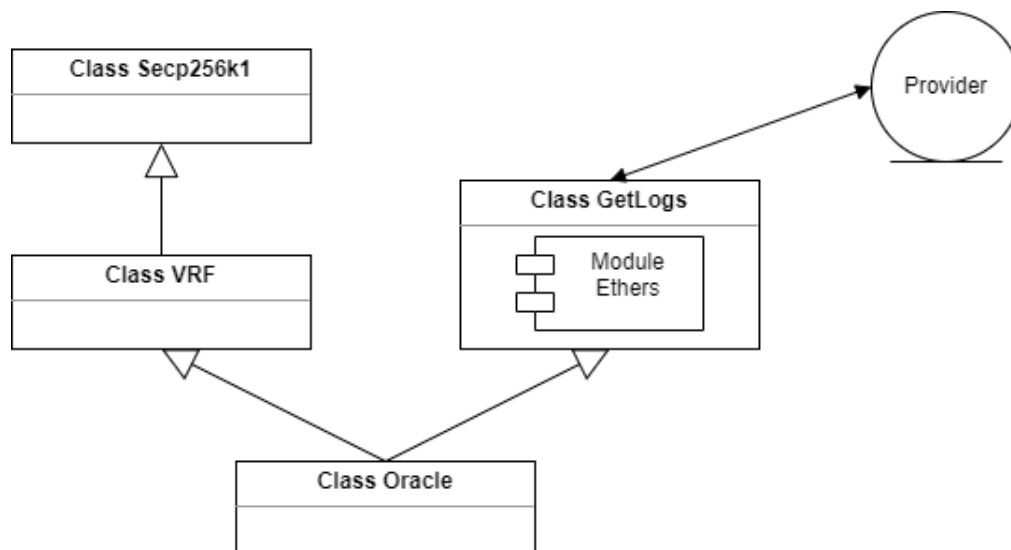 Class Secp256k1
Provider
Class GetLogs
Module
Ethers
Class VRF
Class Oracle